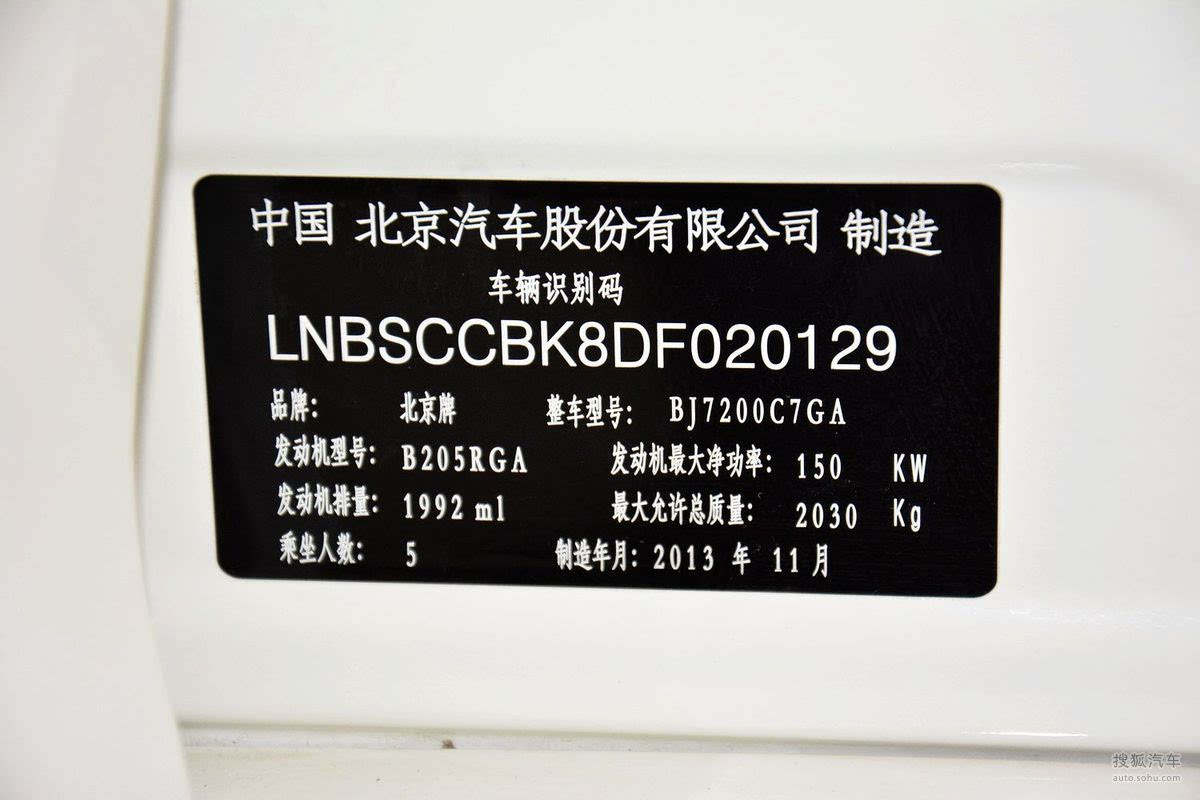 中国 北京汽车股份有限公司 制造
车辆识别码
LNBSCCBK8DF020129
品牌: 北京牌 整车型号: BJ7200C7GA
发动机型号: B205RGA 发动机最大净功率: 150 KW
发动机排量: 1992 ml 最大允许总质量: 2030 Kg
乘坐人数: 5 制造年月: 2013 年 11 月
搜狐汽车
auto.sohu.com